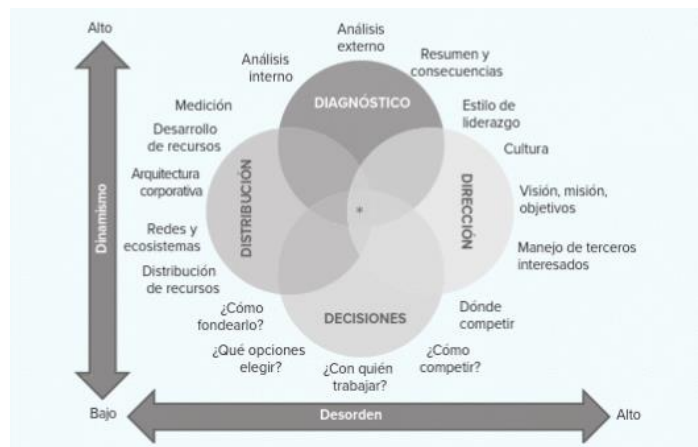 Alto
Análisis
externo
Análisis
interno
Resumen y
consecuencias
DIAGNÓSTICO
Medición
Estilo de
liderazgo
Desarrollo
de recursos
Cultura
Arquitectura
corporativa
DISTRIBUCIÓN
DIRECCIÓN
Visión, misión,
objetivos
Dinamismo
*
Redes y
ecosistemas
Manejo de terceros
interesados
Distribución
de recursos
¿Cómo
fondearlo?
DECISIONES
Dónde
competir
¿Qué opciones
elegir?
¿Con quién
trabajar?
¿Cómo
competir?
Bajo
Desorden
Alto